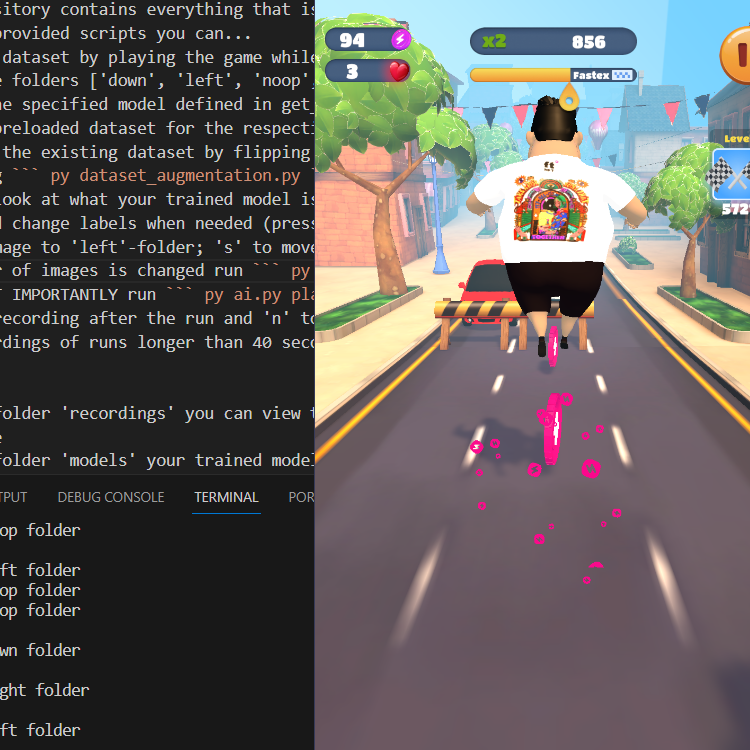 sitory contains everything that is
provided scripts you can...
dataset by playing the game while
e folders ['down', 'left', 'noop',
he specified model defined in get_
preloaded dataset for the respecti
the existing dataset by flipping
g ``` py dataset_augmentation.py `
look at what your trained model is
d change labels when needed (press
mage to 'left'-folder; 's' to move
r of images is changed run ``` py
T IMPORTANTLY run ``` py ai.py pla
recording after the run and 'n' to
rdings of runs longer than 40 seco
folder 'recordings' you can view t
e
folder 'models' your trained model
TPUT DEBUG CONSOLE TERMINAL POR
op folder
ft folder
op folder
op folder
wn folder
ght folder
ft folder
94
3
x2 856
Fastex
Leve
572